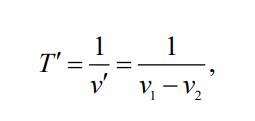 T′ = 1/ν′ = 1/(ν₁ − ν₂),